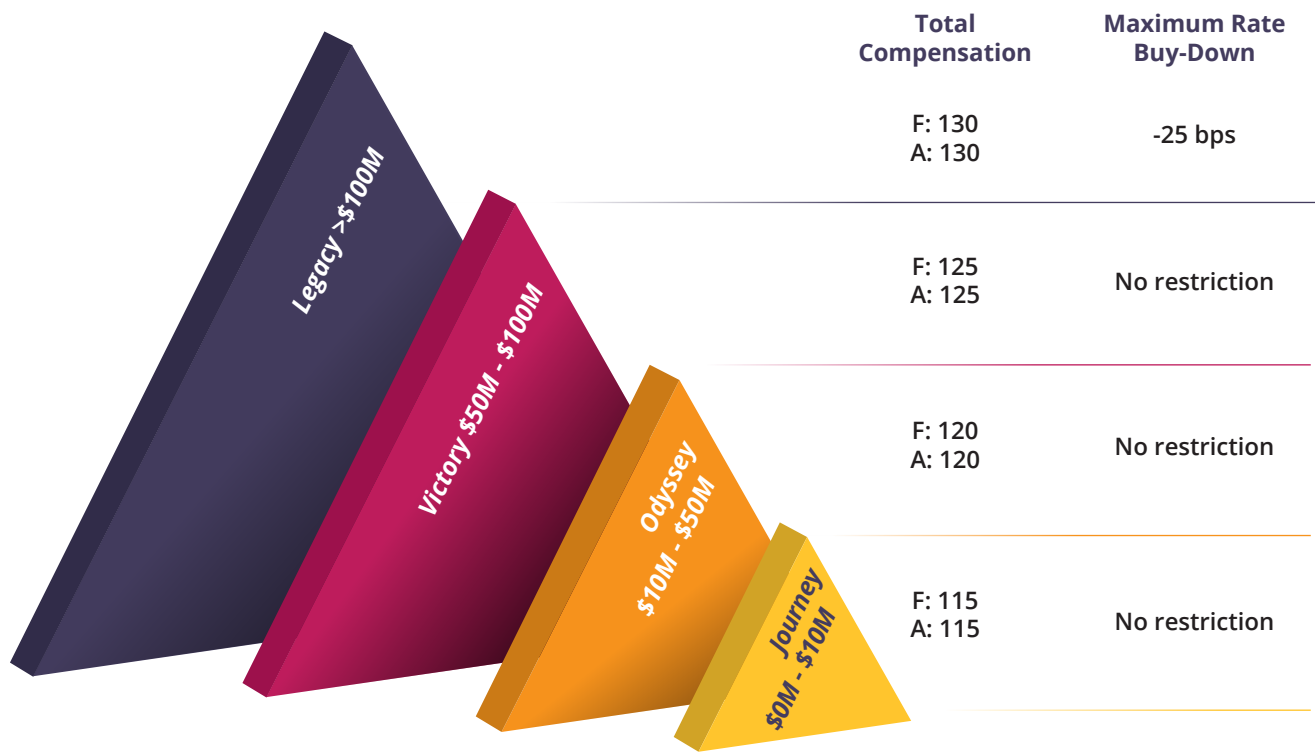 Total
Compensation
Maximum Rate
Buy-Down
Legacy >$100M
F: 130
A: 130
-25 bps
Victory $50M - $100M
F: 125
A: 125
No restriction
Odyssey
$10M - $50M
F: 120
A: 120
No restriction
Journey
$0M - $10M
F: 115
A: 115
No restriction